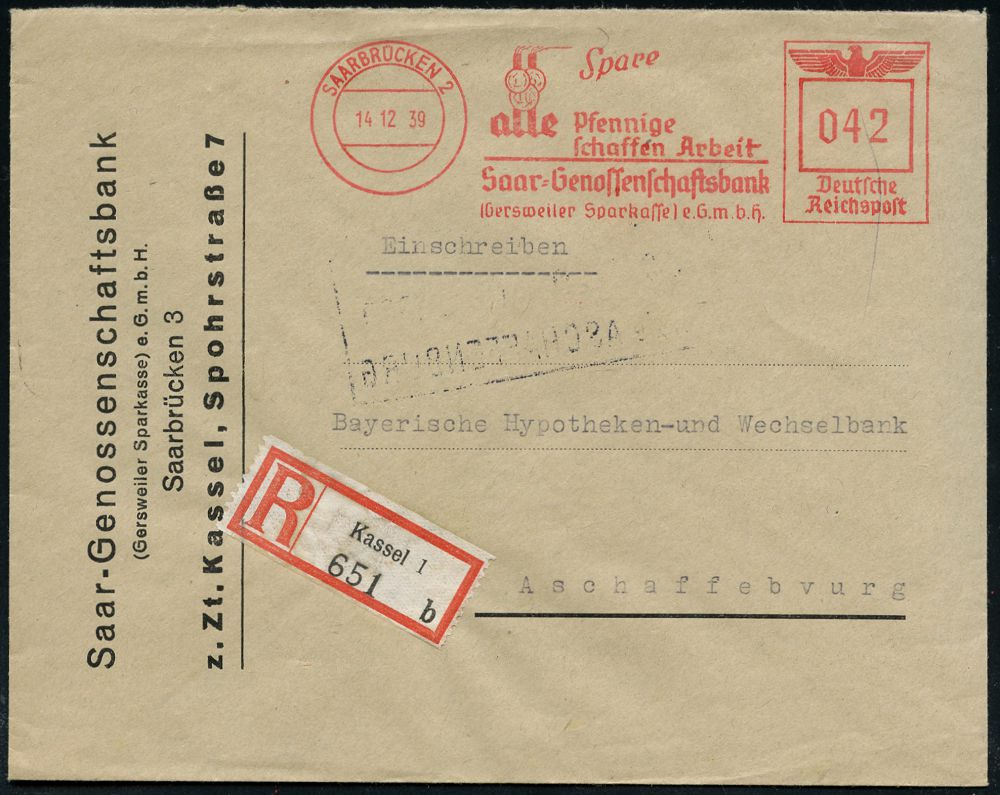 SAARBRÜCKEN 2
14 12 39
Spare
alle Pfennige
schaffen Arbeit
Saar-Genossenschaftsbank
(Gersweiler Sparkasse) e.G.m.b.H.
042
Deutsche
Reichspost
Saar-Genossenschaftsbank
(Gersweiler Sparkasse) e.G.m.b.H.
Saarbrücken 3
z. Zt. Kassel, Spohrstraße 7
Einschreiben
Bayerische Hypotheken-und Wechselbank
R
Kassel 1
651
b
Aschaffebvurg